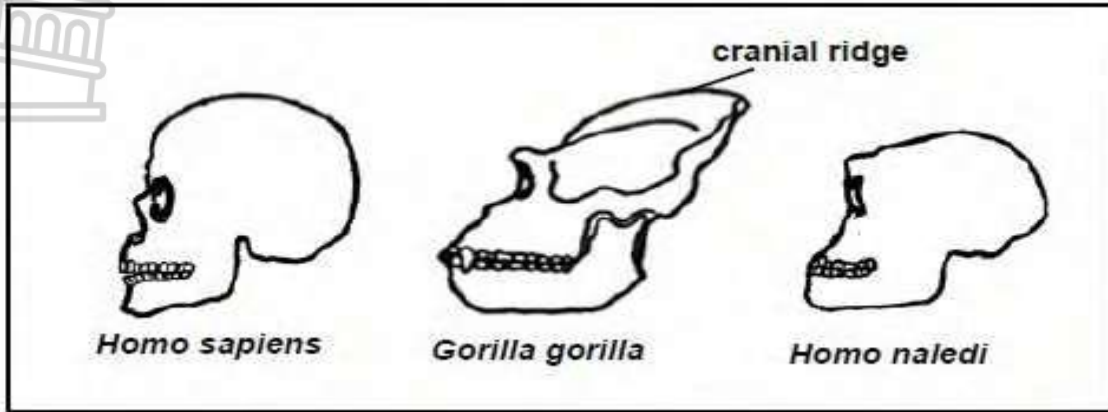 cranial ridge
Homo sapiens
Gorilla gorilla
Homo naledi